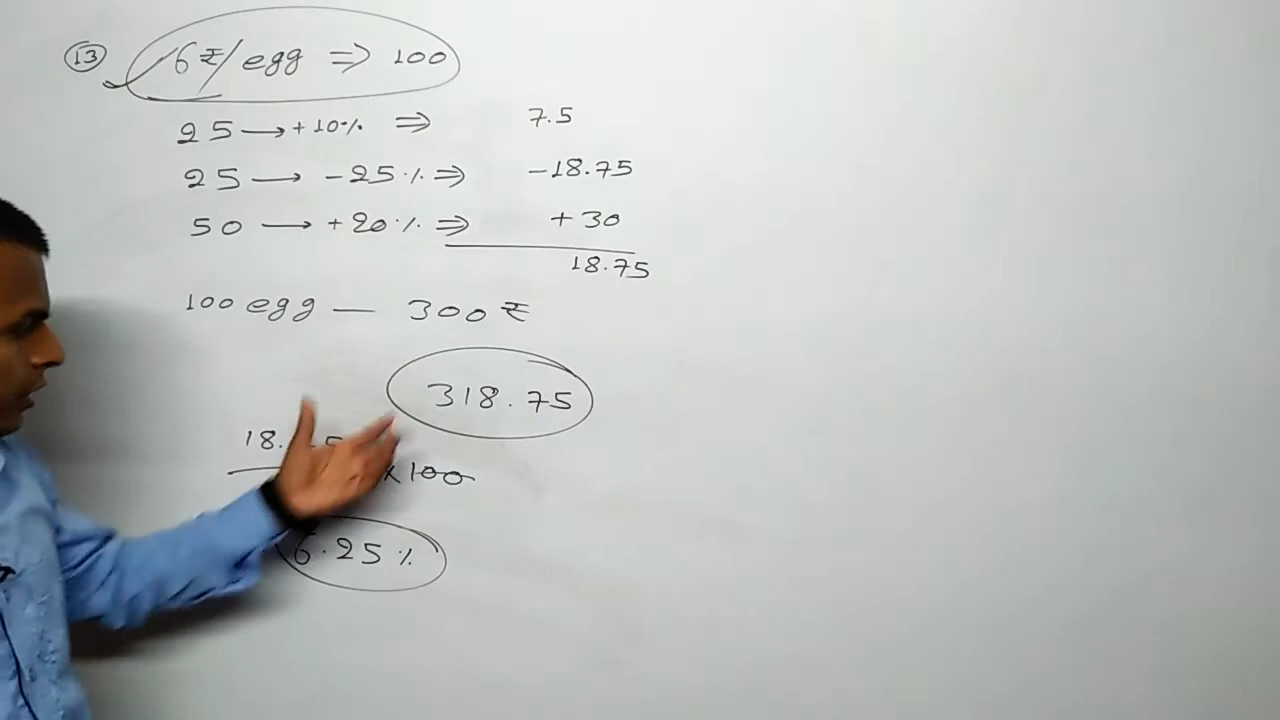 13 6₹/egg ⇒ 100
25 → +10% ⇒ 7.5
25 → -25% ⇒ -18.75
50 → +20% ⇒ +30
18.75
100 egg — 300₹
318.75
×100
6.25%